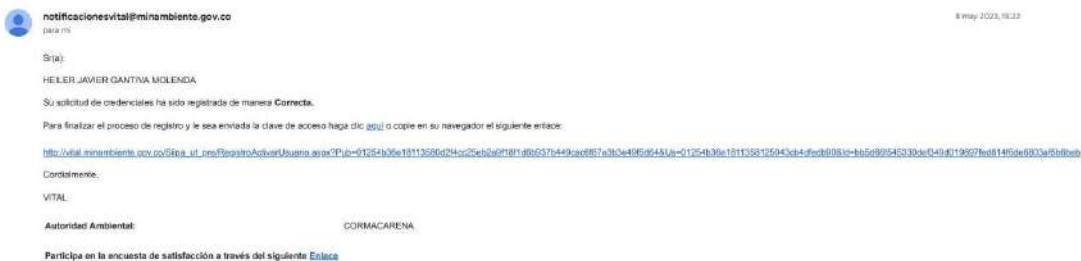 notificacionesvital@minambiente.gov.co
8 may 2023, 16:22
para mi
Sr(a):
HEILER JAVIER GANTIVA MOLENDA
Su solicitud de credenciales ha sido registrada de manera Correcta.
Para finalizar el proceso de registro y le sea enviada la clave de acceso haga clic aquí o copie en su navegador el siguiente enlace:
Cordialmente,
VITAL
Autoridad Ambiental: CORMACARENA
Participa en la encuesta de satisfacción a través del siguiente Enlace